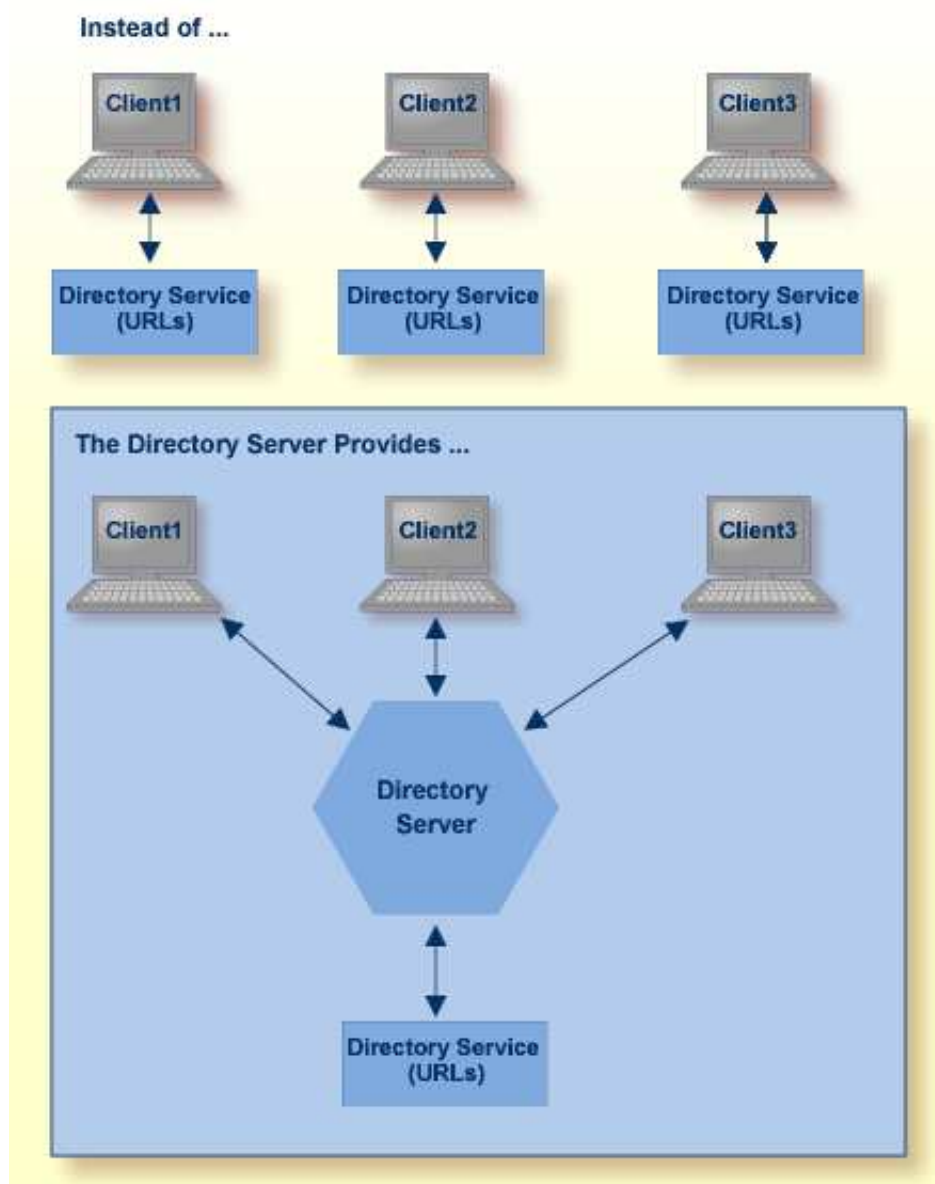 Instead of ...
Client1
Client2
Client3
Directory Service
(URLs)
Directory Service
(URLs)
Directory Service
(URLs)
The Directory Server Provides ...
Client1
Client2
Client3
Directory
Server
Directory Service
(URLs)